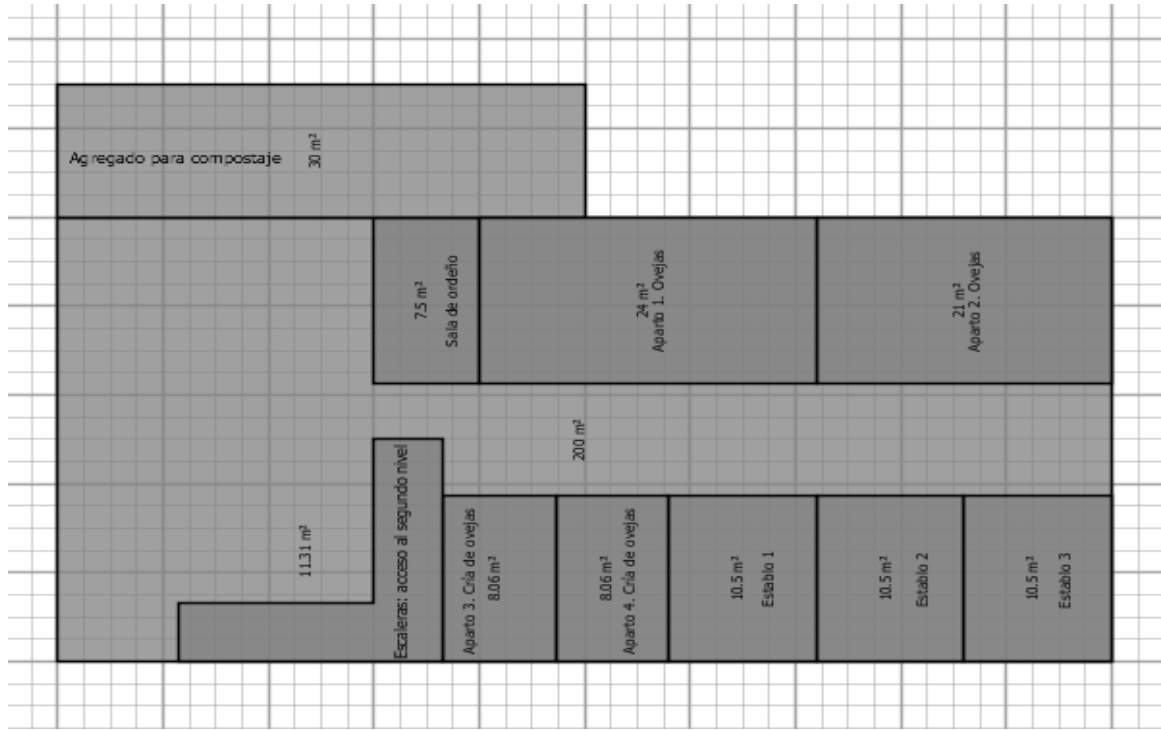 Agregado para compostaje
30 m²
7.5 m²
Sala de ordeño
24 m²
Aparto 1. Ovejas
21 m²
Aparto 2. Ovejas
200 m²
11.31 m²
Escaleras: acceso al segundo nivel
Aparto 3. Cría de ovejas
8.06 m²
8.06 m²
Aparto 4. Cría de ovejas
10.5 m²
Establo 1
10.5 m²
Establo 2
10.5 m²
Establo 3